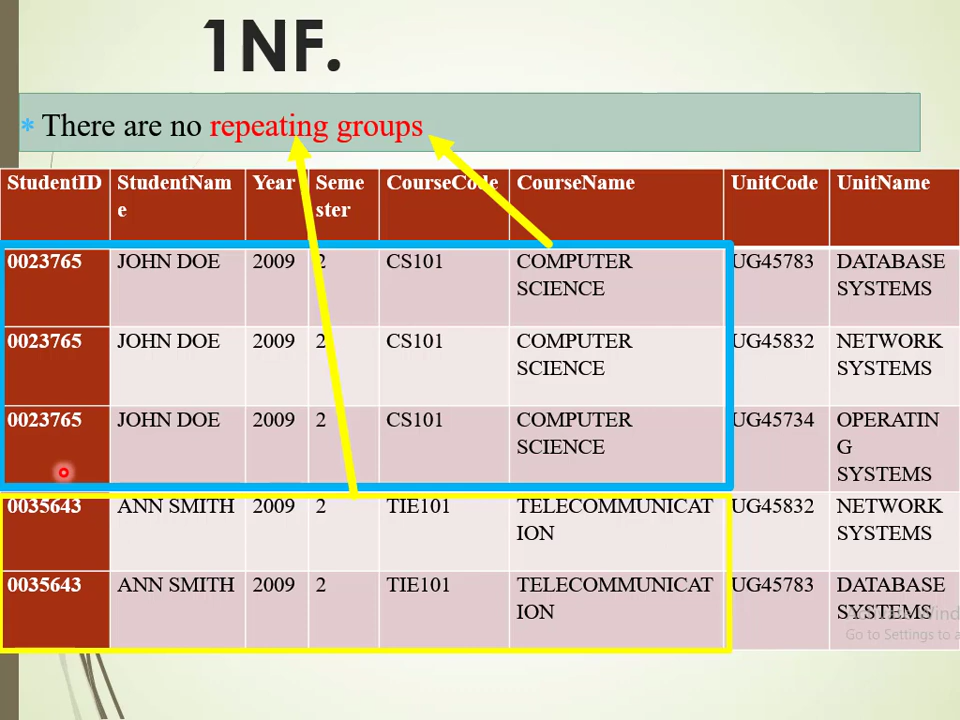 1NF.
* There are no repeating groups
StudentID StudentNam Year Seme CourseCode CourseName UnitCode UnitName
e ster
0023765 JOHN DOE 2009 2 CS101 COMPUTER UG45783 DATABASE
SCIENCE SYSTEMS
0023765 JOHN DOE 2009 2 CS101 COMPUTER UG45832 NETWORK
SCIENCE SYSTEMS
0023765 JOHN DOE 2009 2 CS101 COMPUTER UG45734 OPERATIN
SCIENCE G
SYSTEMS
0035643 ANN SMITH 2009 2 TIE101 TELECOMMUNICAT UG45832 NETWORK
ION SYSTEMS
0035643 ANN SMITH 2009 2 TIE101 TELECOMMUNICAT UG45783 DATABASE
ION SYSTEMS
Go to Settings to a